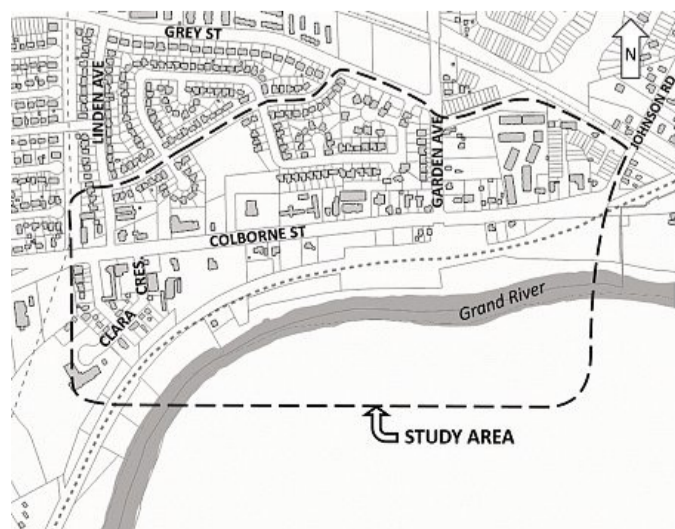 GREY ST
N
LINDEN AVE
JOHNSON RD
GARDEN AVE
COLBORNE ST
CLARA CRES
Grand River
STUDY AREA